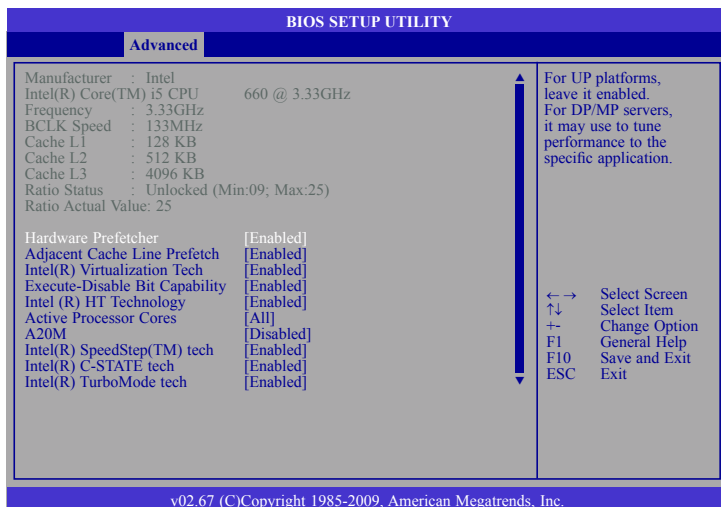 BIOS SETUP UTILITY
Advanced
Manufacturer : Intel
Intel(R) Core(TM) i5 CPU 660 @ 3.33GHz
Frequency : 3.33GHz
BCLK Speed : 133MHz
Cache L1 : 128 KB
Cache L2 : 512 KB
Cache L3 : 4096 KB
Ratio Status : Unlocked (Min:09; Max:25)
Ratio Actual Value: 25
Hardware Prefetcher [Enabled]
Adjacent Cache Line Prefetch [Enabled]
Intel(R) Virtualization Tech [Enabled]
Execute-Disable Bit Capability [Enabled]
Intel (R) HT Technology [Enabled]
Active Processor Cores [All]
A20M [Disabled]
Intel(R) SpeedStep(TM) tech [Enabled]
Intel(R) C-STATE tech [Enabled]
Intel(R) TurboMode tech [Enabled]
For UP platforms,
leave it enabled.
For DP/MP servers,
it may use to tune
performance to the
specific application.
←→ Select Screen
↑↓ Select Item
+- Change Option
F1 General Help
F10 Save and Exit
ESC Exit
v02.67 (C)Copyright 1985-2009, American Megatrends, Inc.